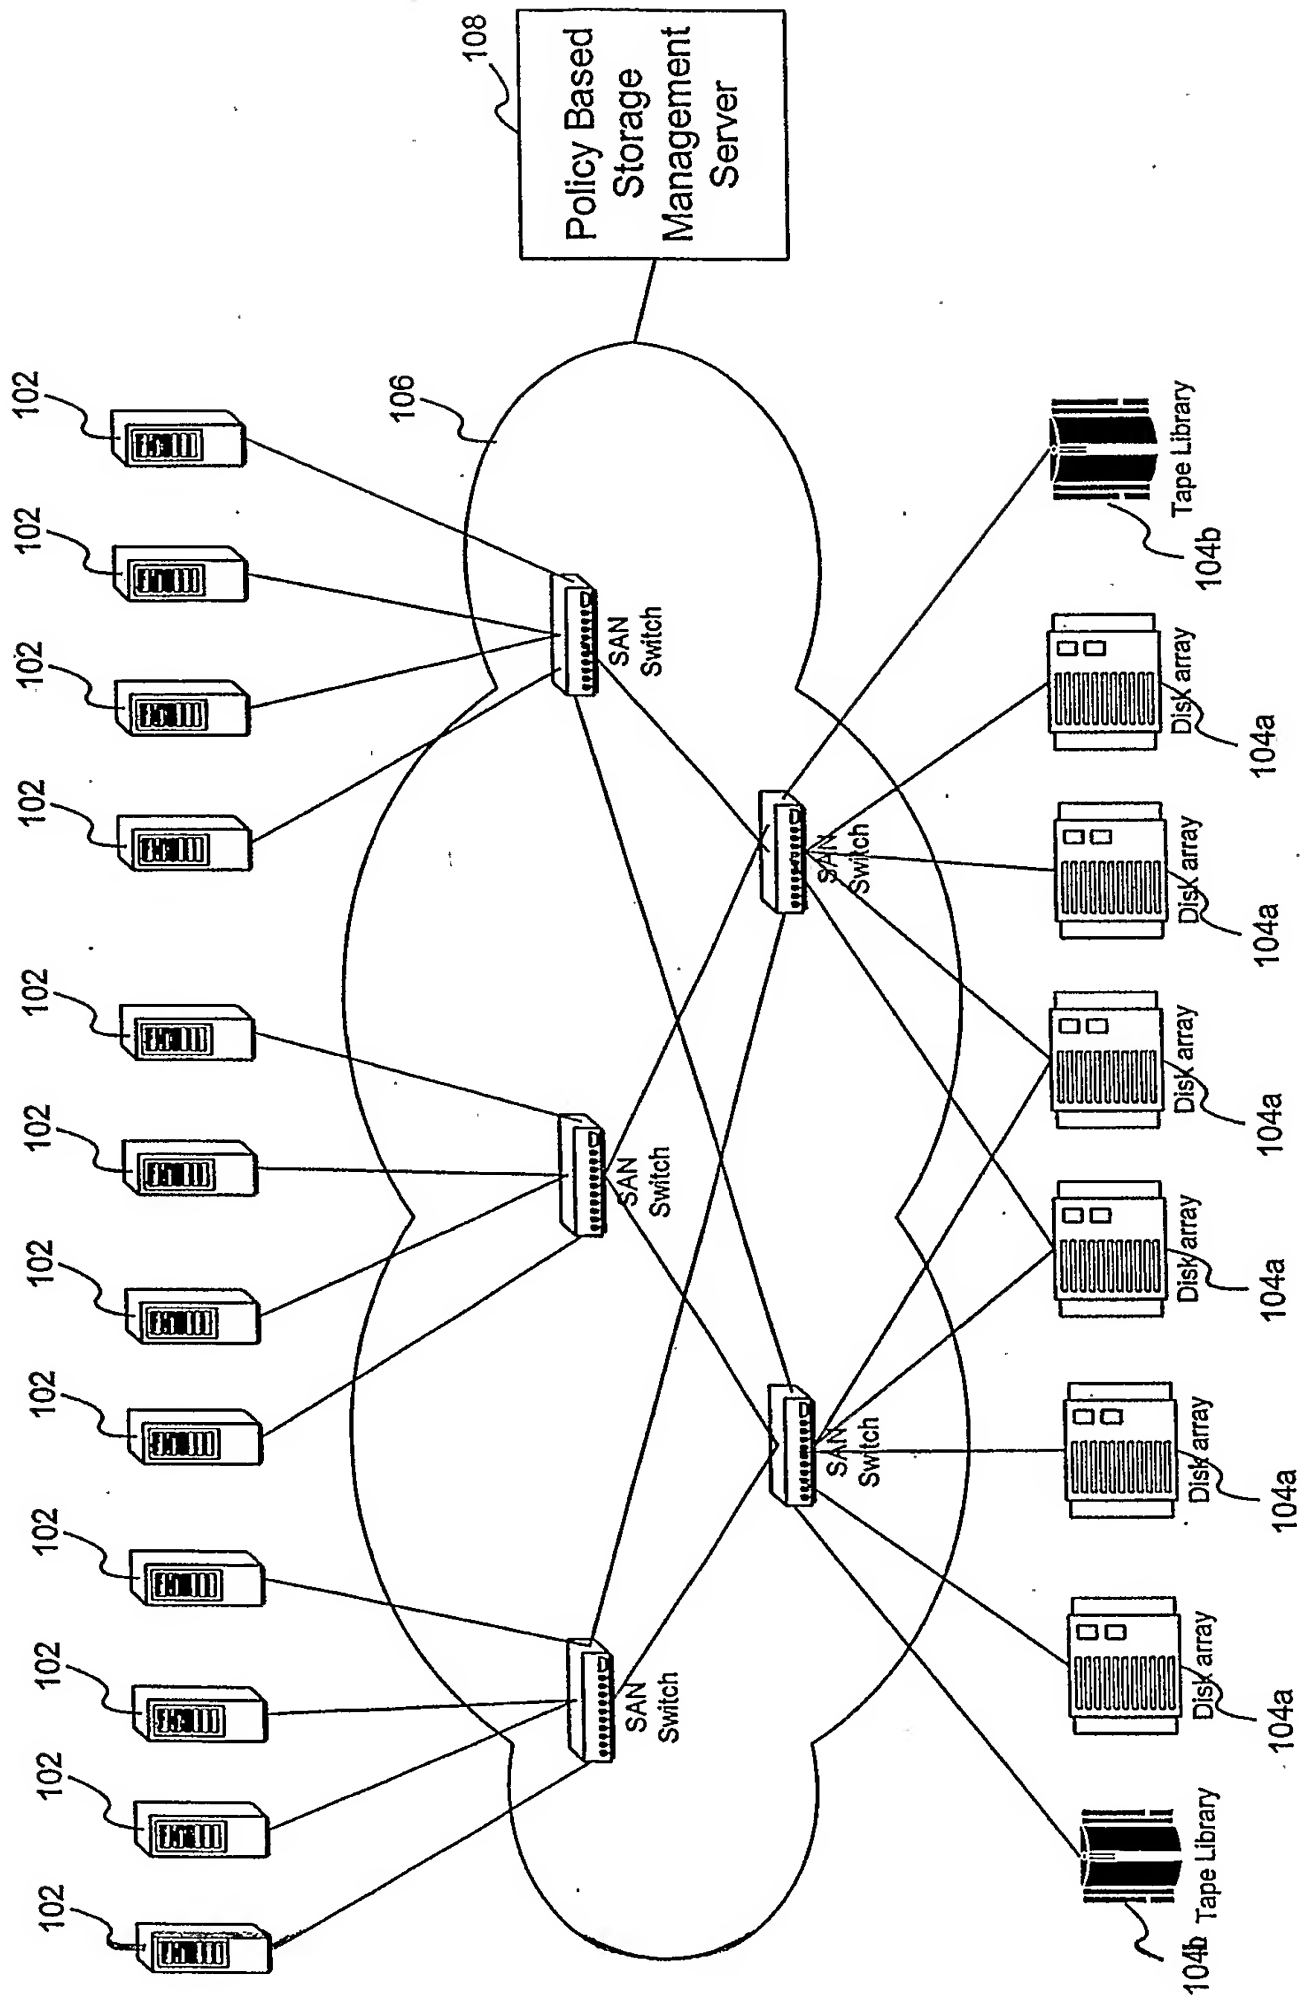 102
102
102
102
102
102
102
102
102
102
102
102
106
108
Policy Based
Storage
Management
Server
SAN
Switch
SAN
Switch
SAN
Switch
SAN
Switch
SAN
Switch
Tape Library
Disk array
Disk array
Disk array
Disk array
Disk array
Disk array
Tape Library
104b
104a
104a
104a
104a
104a
104a
104b